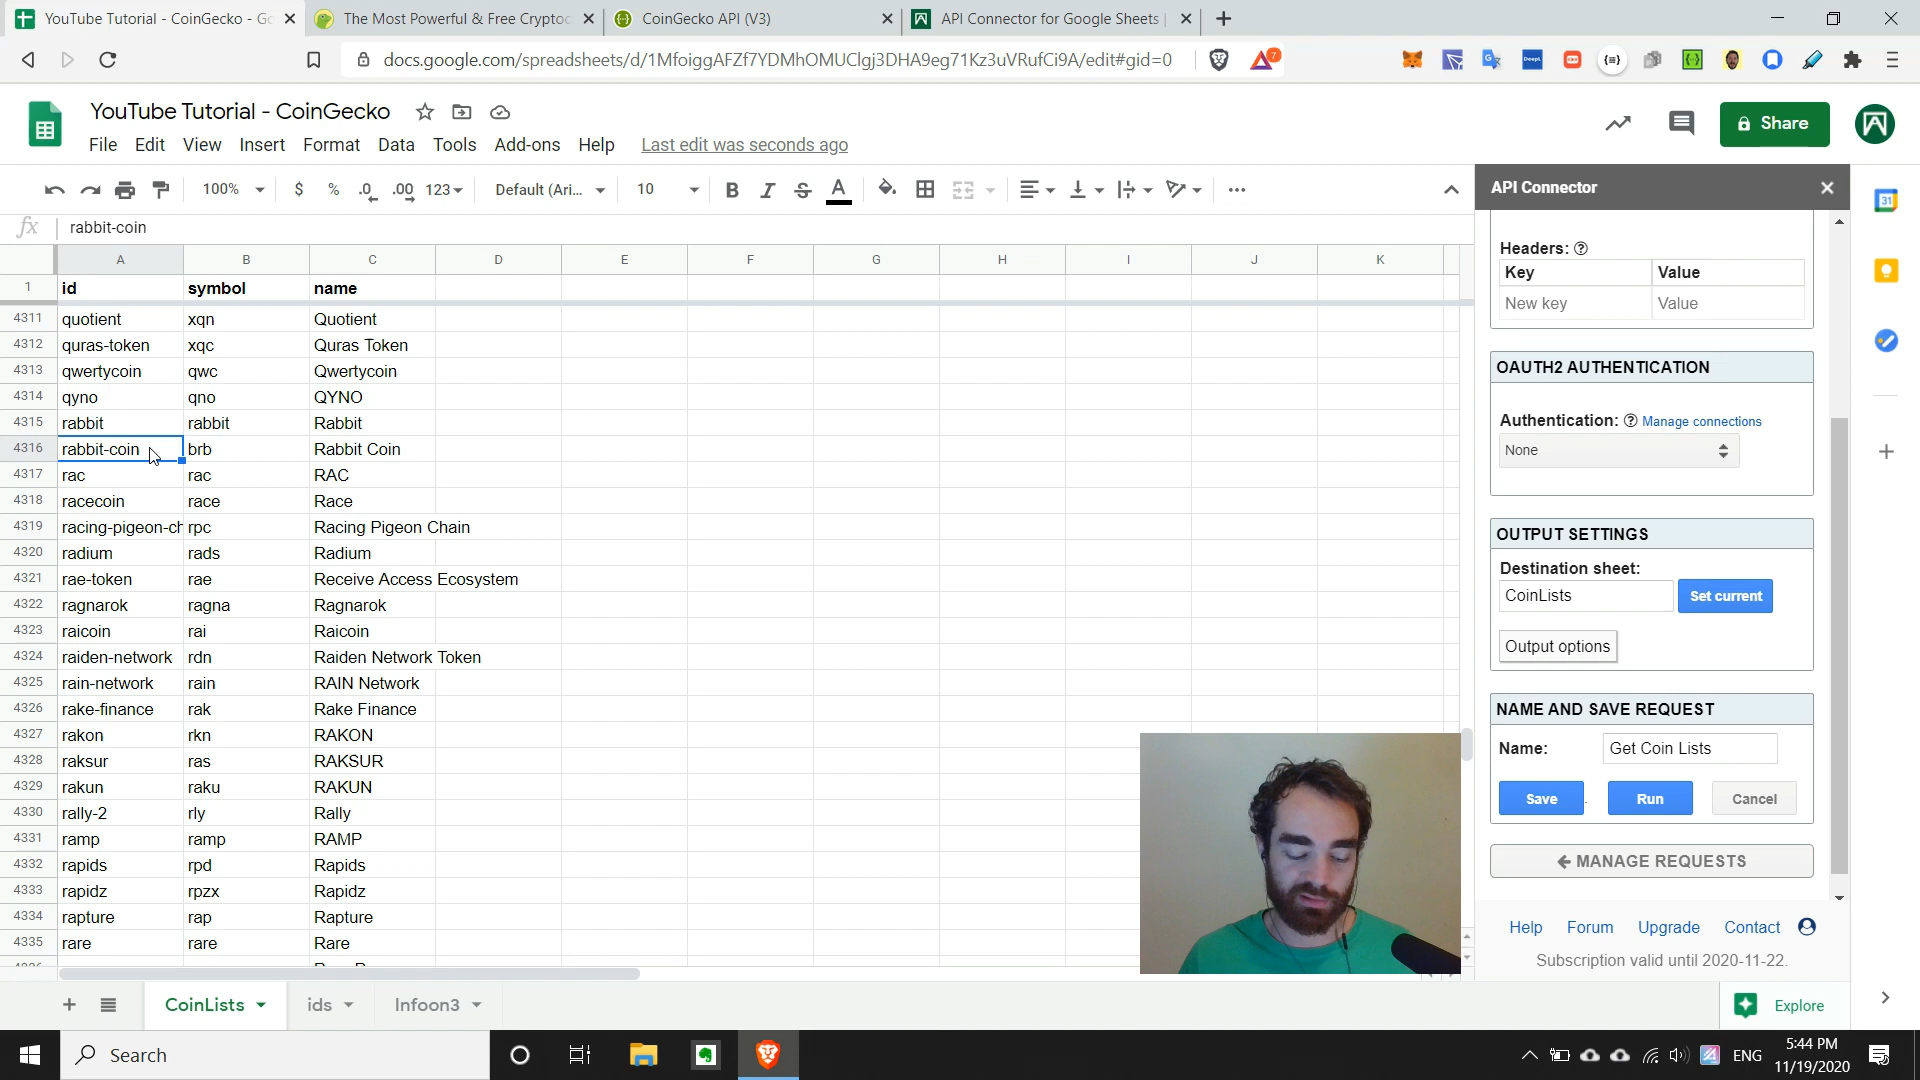 YouTube Tutorial - CoinGecko - Go
The Most Powerful & Free Cryptoc
CoinGecko API (V3)
API Connector for Google Sheets |
docs.google.com/spreadsheets/d/1MfoiggAFZf7YDMhOMUClgj3DHA9eg71Kz3uVRufCi9A/edit#gid=0
7
YouTube Tutorial - CoinGecko
File Edit View Insert Format Data Tools Add-ons Help Last edit was seconds ago
Share
100% $ % .0 .00 123 Default (Ari... 10 B I S A
fx rabbit-coin
A B C D E F G H I J K
1 id symbol name
4311 quotient xqn Quotient
4312 quras-token xqc Quras Token
4313 qwertycoin qwc Qwertycoin
4314 qyno qno QYNO
4315 rabbit rabbit Rabbit
4316 rabbit-coin brb Rabbit Coin
4317 rac rac RAC
4318 racecoin race Race
4319 racing-pigeon-ch rpc Racing Pigeon Chain
4320 radium rads Radium
4321 rae-token rae Receive Access Ecosystem
4322 ragnarok ragna Ragnarok
4323 raicoin rai Raicoin
4324 raiden-network rdn Raiden Network Token
4325 rain-network rain RAIN Network
4326 rake-finance rak Rake Finance
4327 rakon rkn RAKON
4328 raksur ras RAKSUR
4329 rakun raku RAKUN
4330 rally-2 rly Rally
4331 ramp ramp RAMP
4332 rapids rpd Rapids
4333 rapidz rpzx Rapidz
4334 rapture rap Rapture
4335 rare rare Rare
API Connector
Headers:
Key Value
New key Value
OAUTH2 AUTHENTICATION
Authentication: Manage connections
None
OUTPUT SETTINGS
Destination sheet:
CoinLists Set current
Output options
NAME AND SAVE REQUEST
Name: Get Coin Lists
Save Run Cancel
MANAGE REQUESTS
Help Forum Upgrade Contact
Subscription valid until 2020-11-22.
31
CoinLists ids Infoon3
Explore
Search
ENG
5:44 PM
11/19/2020